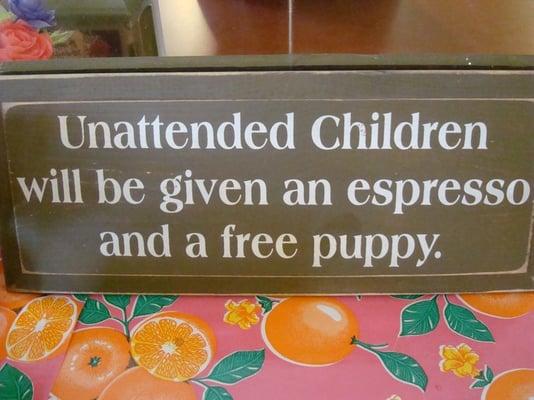 Unattended Children
will be given an espresso
and a free puppy.